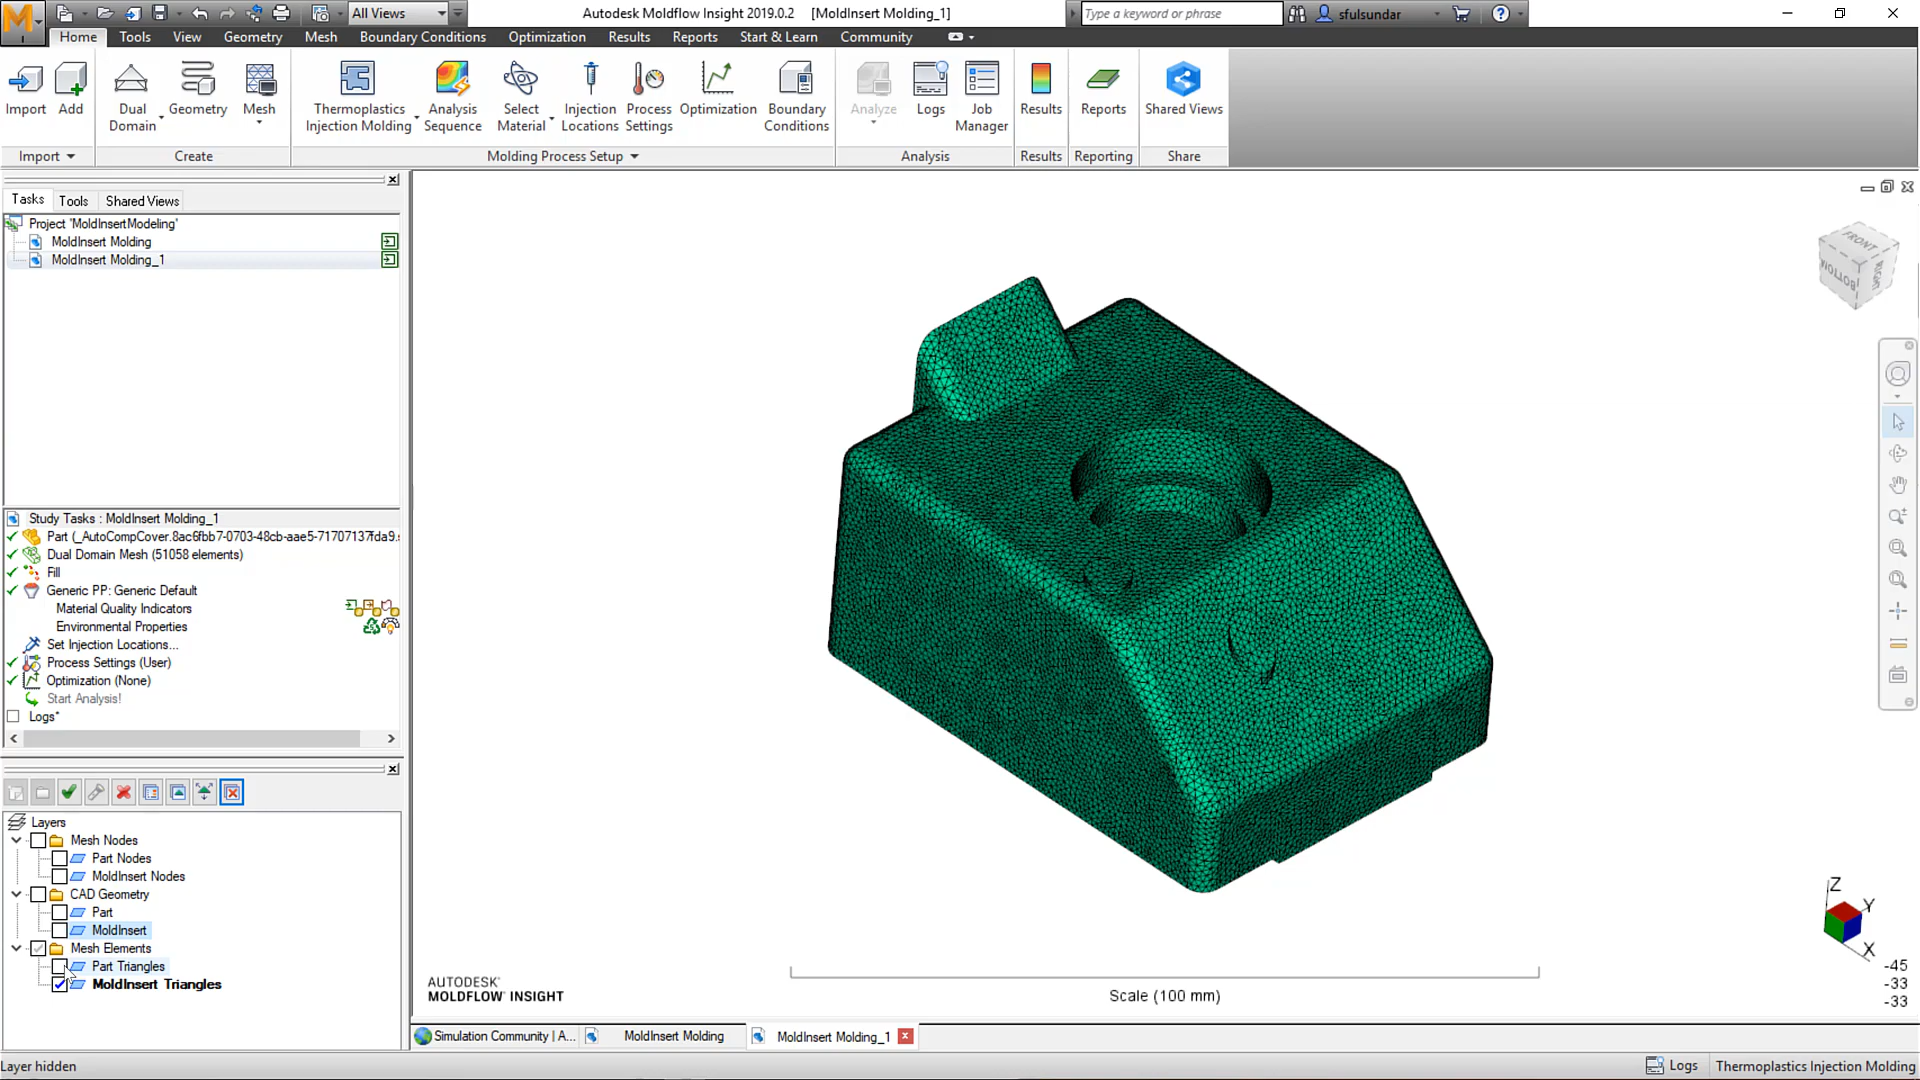 All Views
Autodesk Moldflow Insight 2019.0.2 [MoldInsert Molding_1]
Type a keyword or phrase
sfulsundar
Home Tools View Geometry Mesh Boundary Conditions Optimization Results Reports Start & Learn Community
Import
Add
Dual Domain
Geometry
Mesh
Thermoplastics Injection Molding
Analysis Sequence
Select Material
Injection Locations
Process Settings
Optimization
Boundary Conditions
Analyze
Logs
Job Manager
Results
Reports
Shared Views
Import
Create
Molding Process Setup
Analysis
Results
Reporting
Share
Tasks Tools Shared Views
Project 'MoldInsertModeling'
MoldInsert Molding
MoldInsert Molding_1
Study Tasks : MoldInsert Molding_1
Part (_AutoCompCover.8ac6fbb7-0703-48cb-aae5-71707137fda9.s
Dual Domain Mesh (51058 elements)
Fill
Generic PP: Generic Default
Material Quality Indicators
Environmental Properties
Set Injection Locations...
Process Settings (User)
Optimization (None)
Start Analysis!
Logs*
Layers
Mesh Nodes
Part Nodes
MoldInsert Nodes
CAD Geometry
Part
MoldInsert
Mesh Elements
Part Triangles
MoldInsert Triangles
FRONT
BOTTOM
RIGHT
AUTODESK
MOLDFLOW INSIGHT
Scale (100 mm)
Z
Y
X
-45
-33
-33
Simulation Community | A...
MoldInsert Molding
MoldInsert Molding_1
Layer hidden
Logs
Thermoplastics Injection Molding